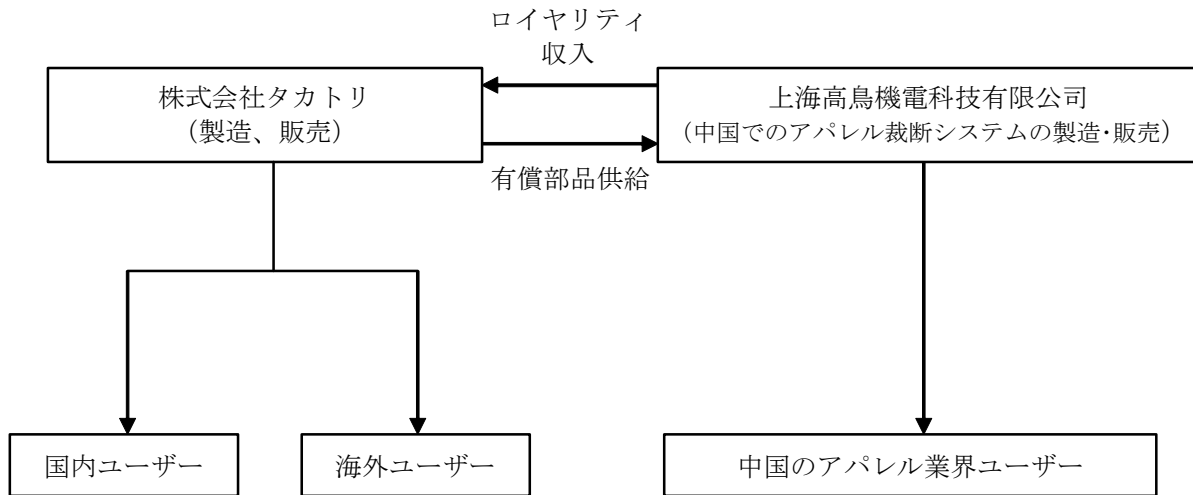 ロイヤリティ
収入
株式会社タカトリ
（製造、販売）
上海高鳥機電科技有限公司
（中国でのアパレル裁断システムの製造･販売）
有償部品供給
国内ユーザー
海外ユーザー
中国のアパレル業界ユーザー